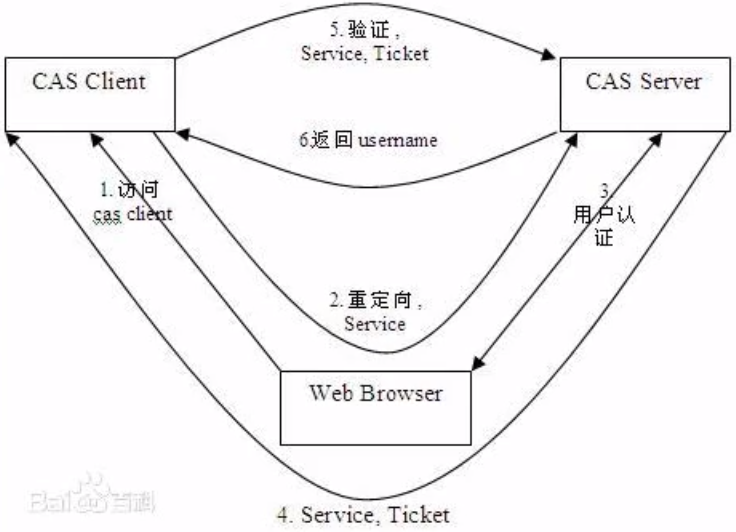 5.验证,
Service, Ticket
CAS Client
CAS Server
6返回 username
1.访问
cas client
3.
用户认
证
2.重定向,
Service
Web Browser
Baidu百科
4. Service, Ticket